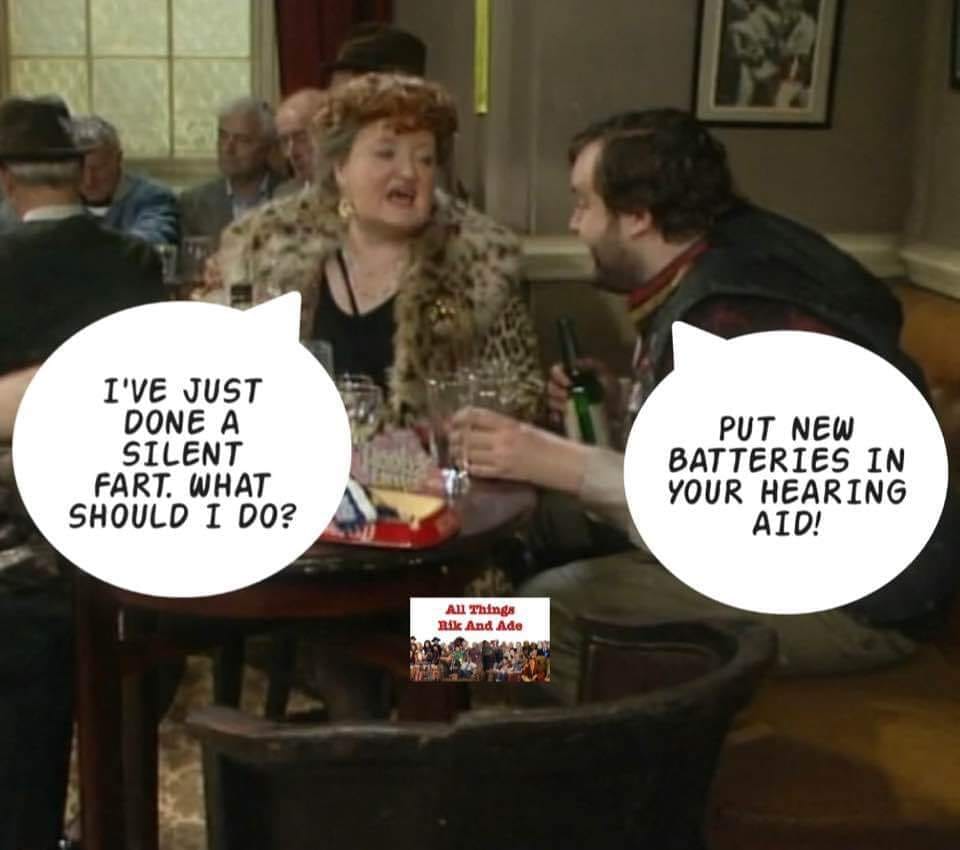 I'VE JUST
DONE A
SILENT
FART. WHAT
SHOULD I DO?
PUT NEW
BATTERIES IN
YOUR HEARING
AID!
All Things
Rik And Ade